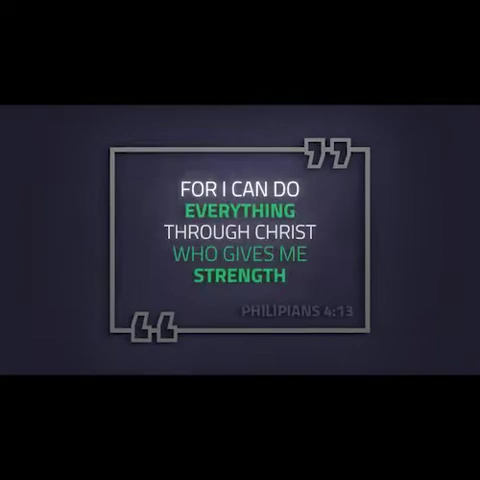 FOR I CAN DO
EVERYTHING
THROUGH CHRIST
WHO GIVES ME
STRENGTH
PHILIPIANS 4:13